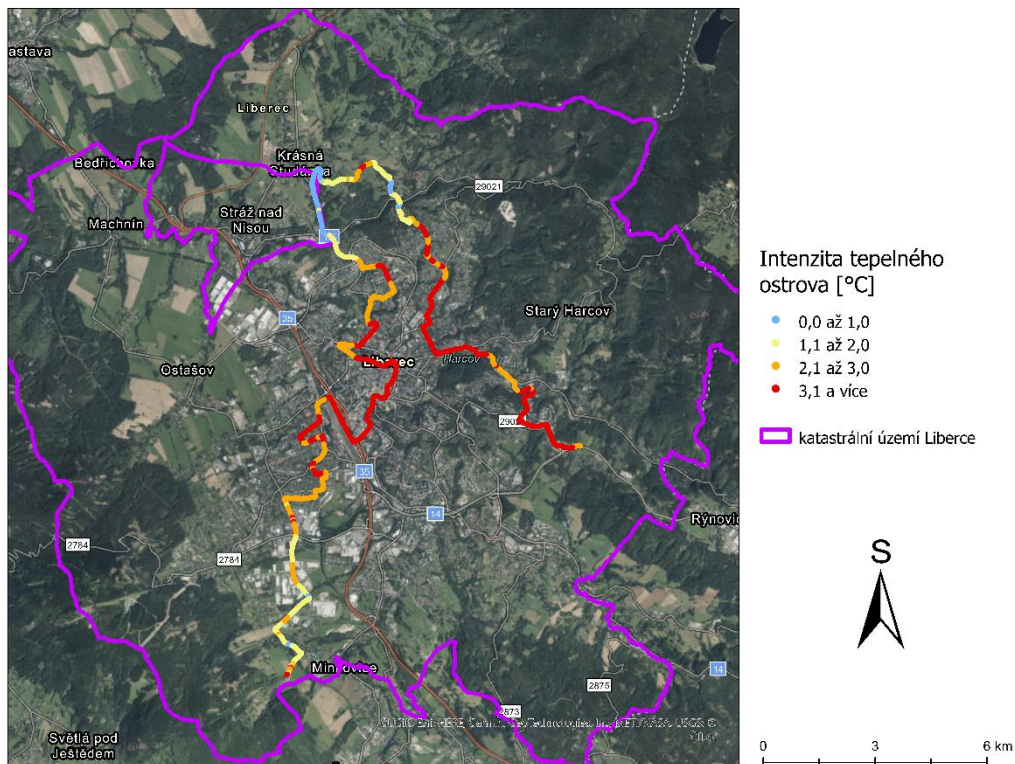 astava
Liberec
Bedřichovka
Krásná
Studánka
29021
Stráž nad
Nisou
Machnín
35
Starý Harcov
Ostašov
Liberec
Harcov
35
14
Rýnovic
2784
2784
Minkovice
14
2875
2873
Světlá pod
Ještědem
Intenzita tepelného
ostrova [°C]
0,0 až 1,0
1,1 až 2,0
2,1 až 3,0
3,1 a více
katastrální území Liberce
S
0 3 6 km